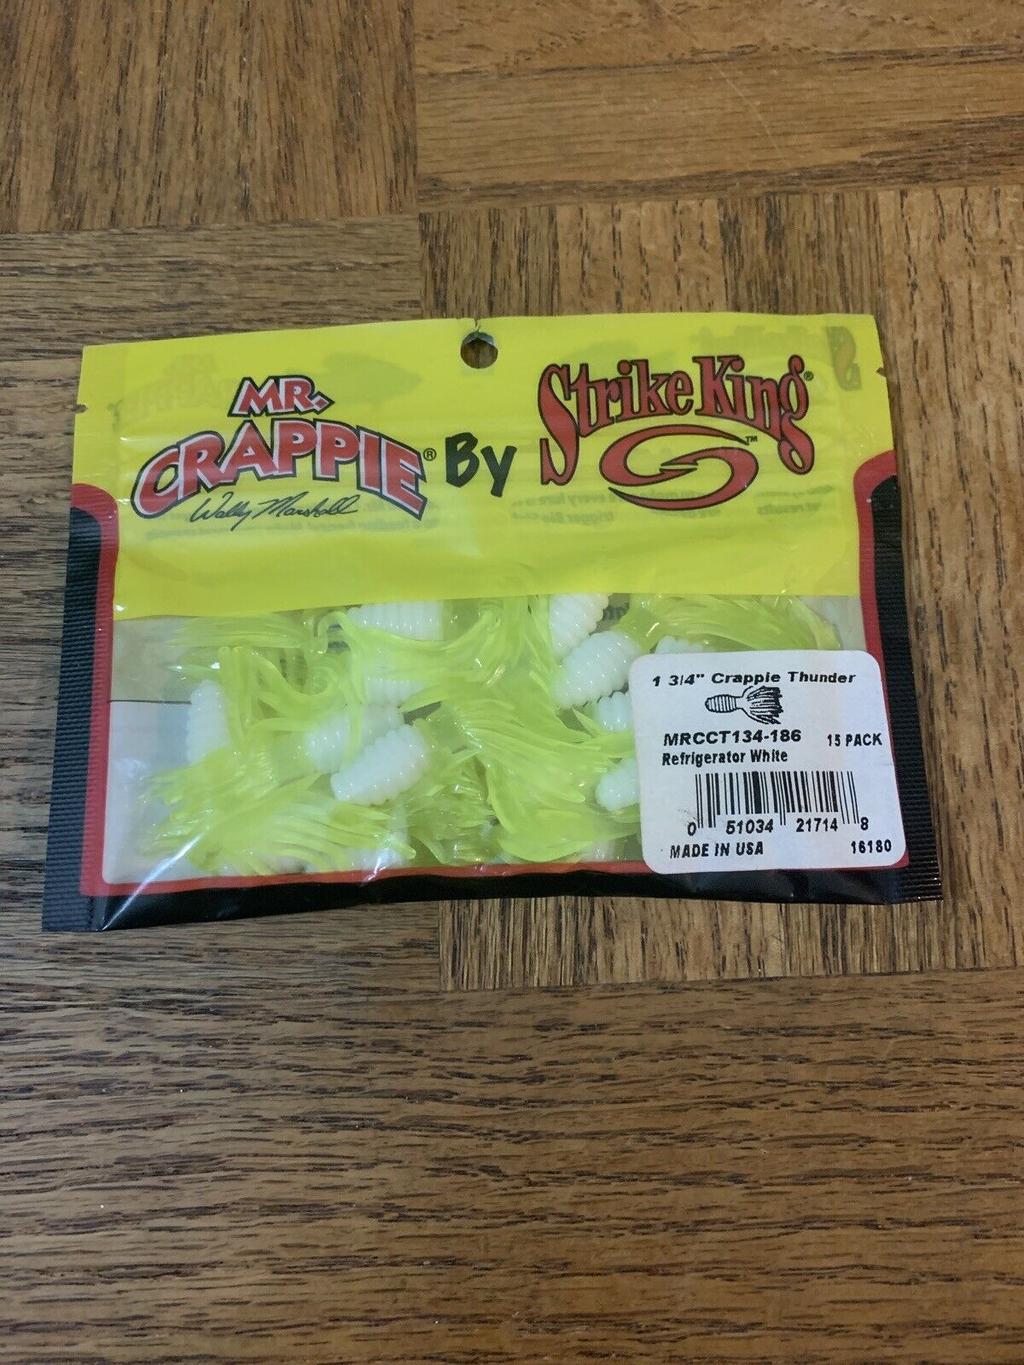 MR.
CRAPPIE® By Strike King®
Wally Marshall
™
1 3/4" Crappie Thunder
MRCCT134-186 15 PACK
Refrigerator White
0 51034 21714 8
MADE IN USA 16180